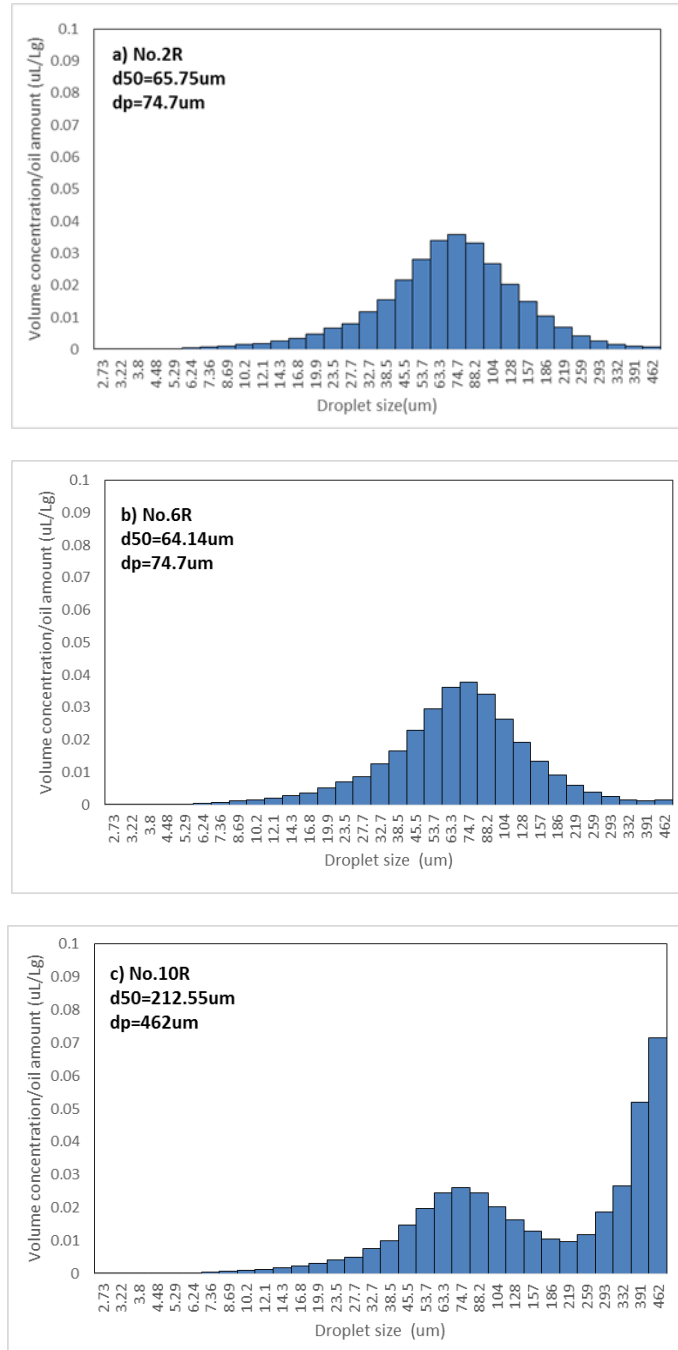 Volume concentration/oil amount (uL/Lg)
0.1
0.09
0.08
0.07
0.06
0.05
0.04
0.03
0.02
0.01
0
a) No.2R
d50=65.75um
dp=74.7um
2.73 3.22 3.8 4.48 5.29 6.24 7.36 8.69 10.2 12.1 14.3 16.8 19.9 23.5 27.7 32.7 38.5 45.5 53.7 63.3 74.7 88.2 104 128 157 186 219 259 293 332 391 462
Droplet size(um)
Volume concentration/oil amount (uL/Lg)
0.1
0.09
0.08
0.07
0.06
0.05
0.04
0.03
0.02
0.01
0
b) No.6R
d50=64.14um
dp=74.7um
2.73 3.22 3.8 4.48 5.29 6.24 7.36 8.69 10.2 12.1 14.3 16.8 19.9 23.5 27.7 32.7 38.5 45.5 53.7 63.3 74.7 88.2 104 128 157 186 219 259 293 332 391 462
Droplet size (um)
Volume concentration/oil amount (uL/Lg)
0.1
0.09
0.08
0.07
0.06
0.05
0.04
0.03
0.02
0.01
0
c) No.10R
d50=212.55um
dp=462um
2.73 3.22 3.8 4.48 5.29 6.24 7.36 8.69 10.2 12.1 14.3 16.8 19.9 23.5 27.7 32.7 38.5 45.5 53.7 63.3 74.7 88.2 104 128 157 186 219 259 293 332 391 462
Droplet size (um)